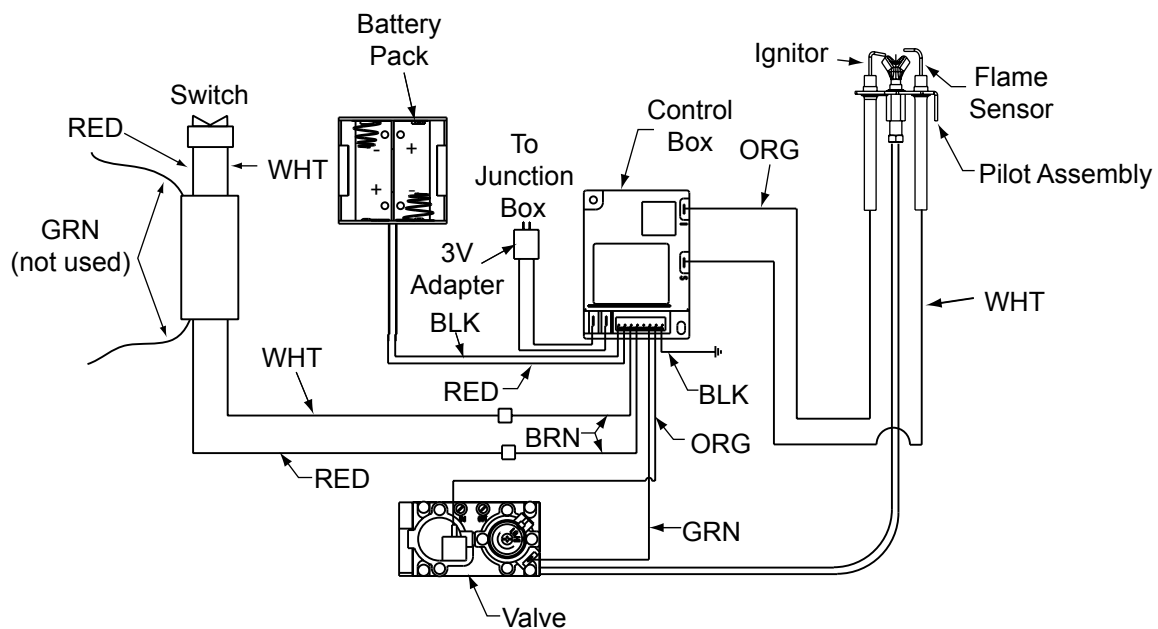 Battery
Pack
Ignitor
Flame
Sensor
Switch
RED
WHT
To
Junction
Box
Control
Box
ORG
Pilot Assembly
GRN
(not used)
3V
Adapter
WHT
BLK
I
S
WHT
RED
BLK
BRN
ORG
RED
GRN
Valve